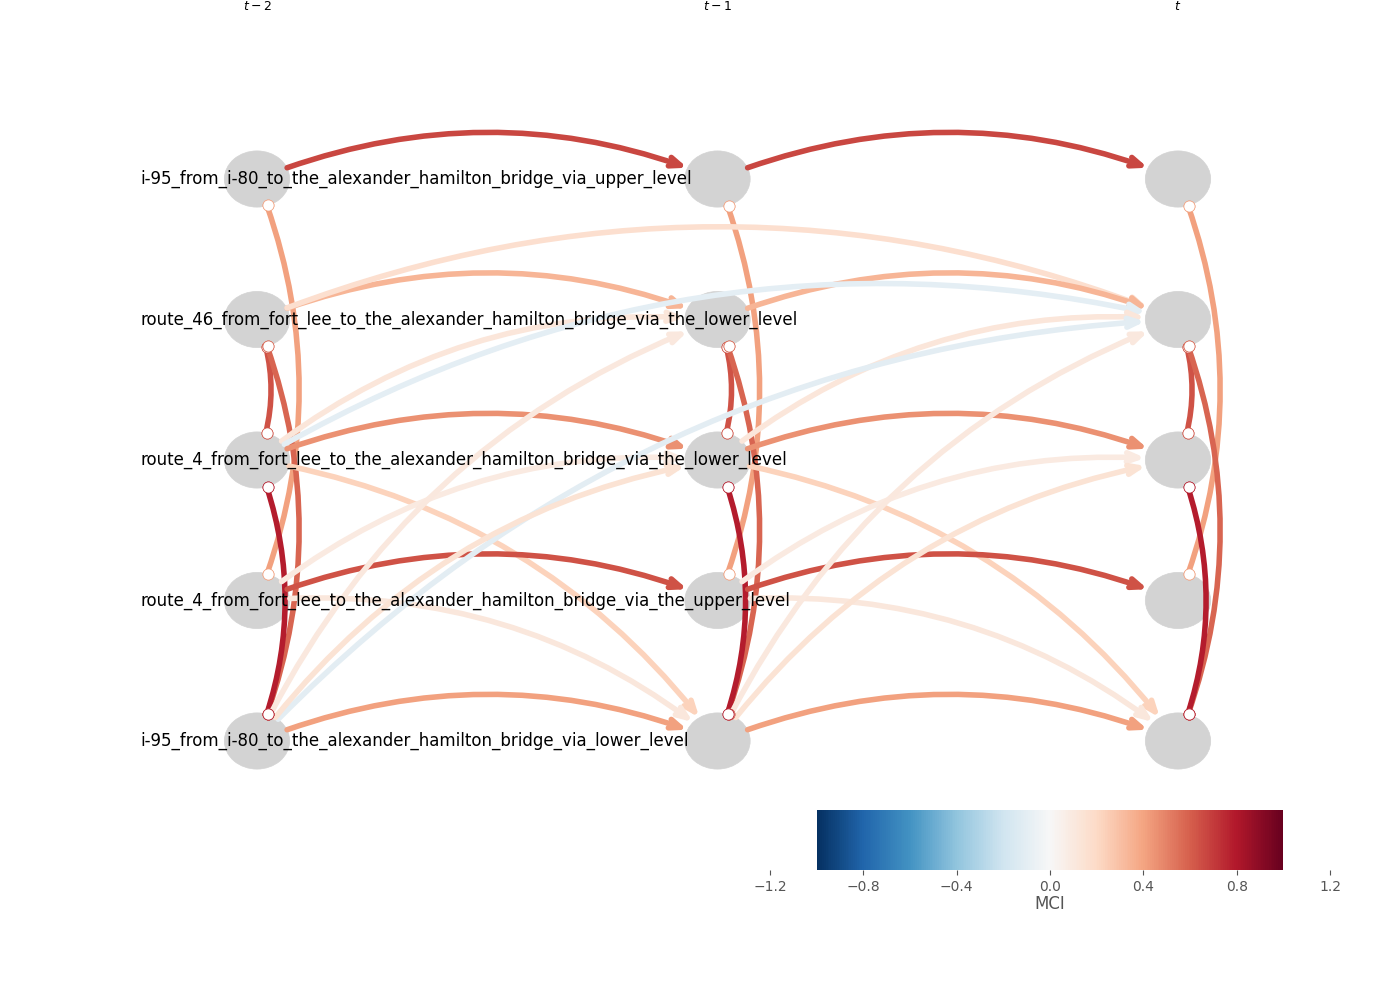 t − 2 t − 1 t
i-95_from_i-80_to_the_alexander_hamilton_bridge_via_upper_level
route_46_from_fort_lee_to_the_alexander_hamilton_bridge_via_the_lower_level
route_4_from_fort_lee_to_the_alexander_hamilton_bridge_via_the_lower_level
route_4_from_fort_lee_to_the_alexander_hamilton_bridge_via_the_upper_level
i-95_from_i-80_to_the_alexander_hamilton_bridge_via_lower_level
−1.2 −0.8 −0.4 0.0 0.4 0.8 1.2
MCI